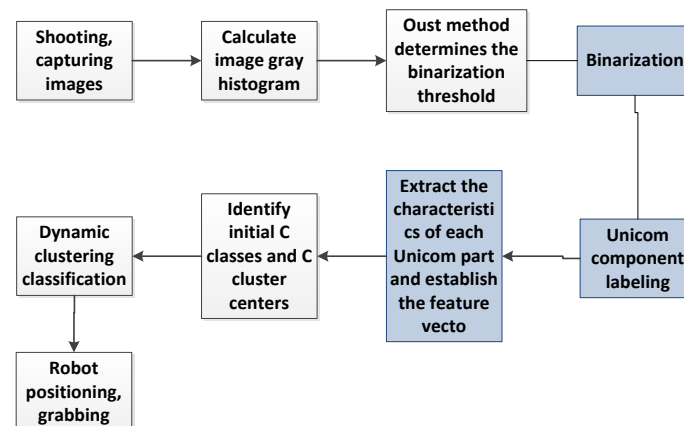 Shooting,
capturing
images
Calculate
image gray
histogram
Oust method
determines the
binarization
threshold
Binarization
Unicom
component
labeling
Extract the
characteristi
cs of each
Unicom part
and establish
the feature
vecto
Identify
initial C
classes and C
cluster
centers
Dynamic
clustering
classification
Robot
positioning,
grabbing